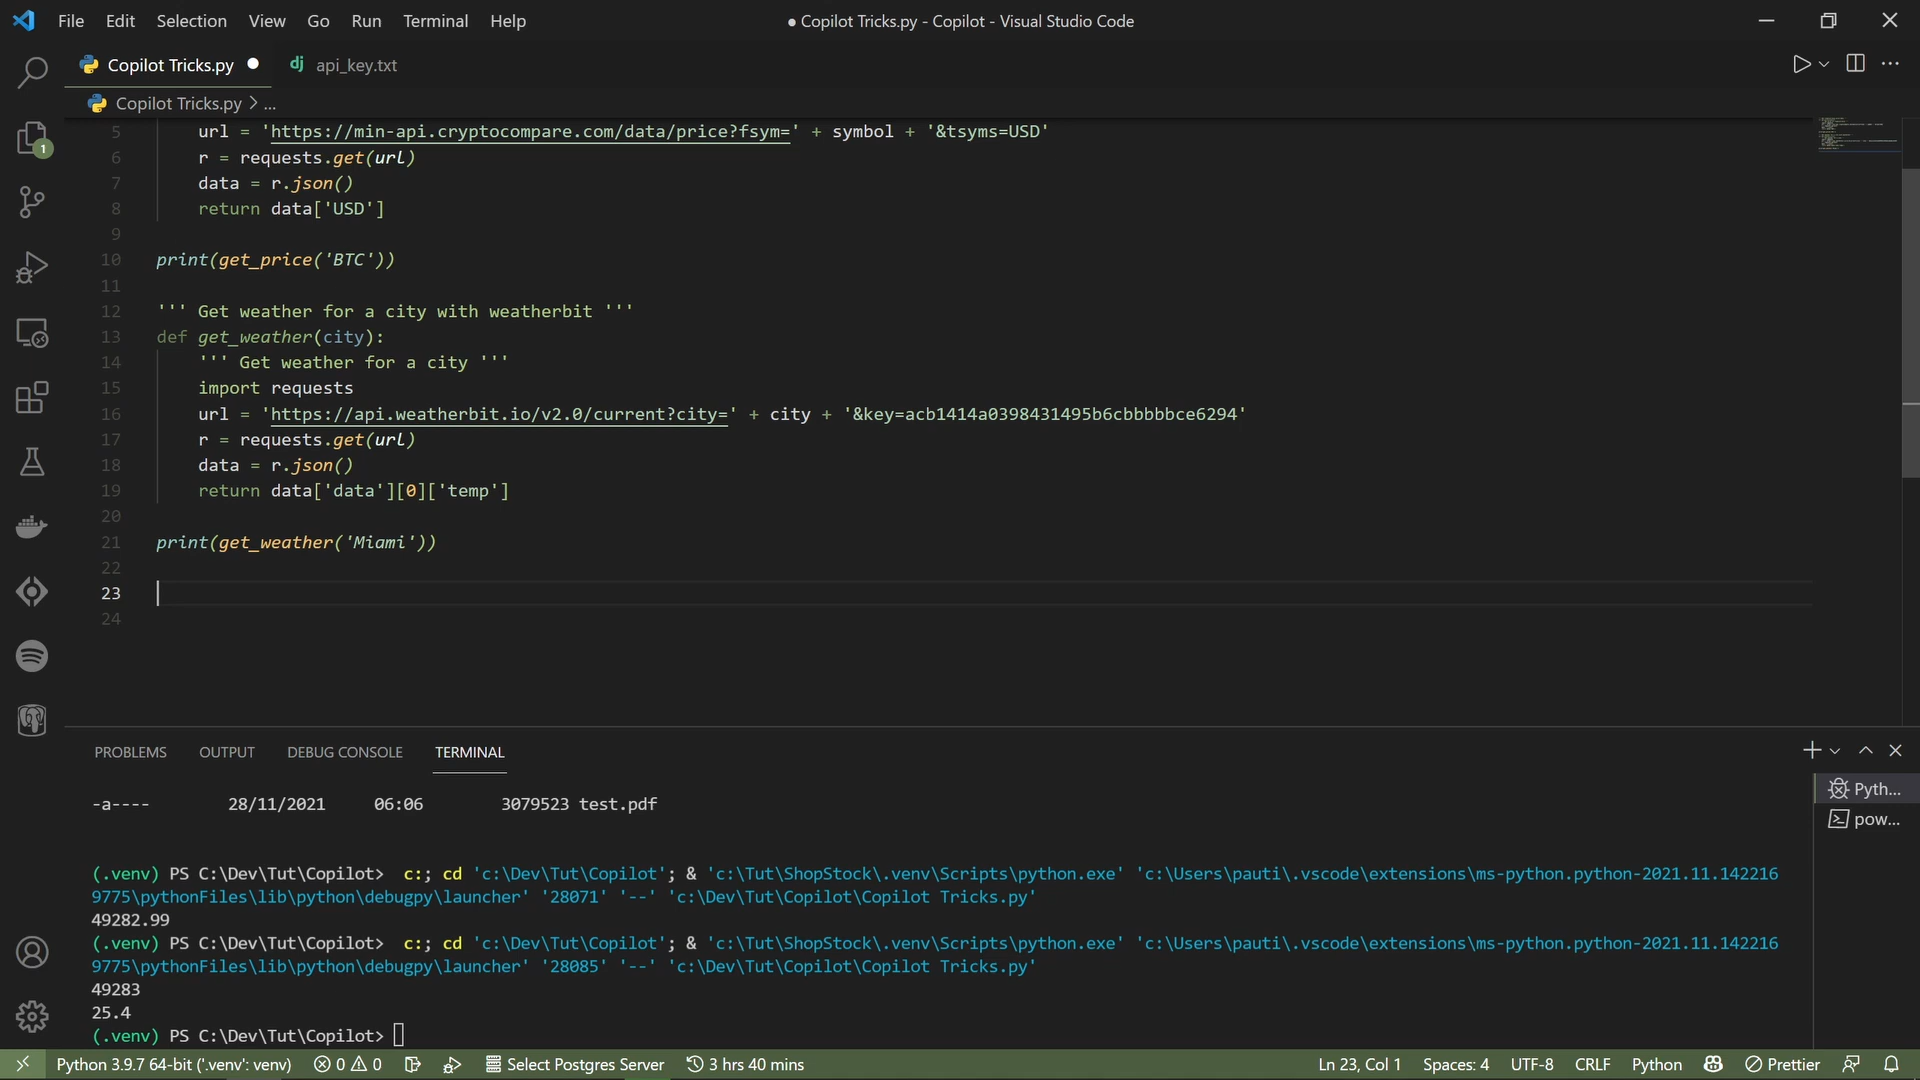 File Edit Selection View Go Run Terminal Help ● Copilot Tricks.py - Copilot - Visual Studio Code
Copilot Tricks.py ● dj api_key.txt
Copilot Tricks.py > ...
5 url = 'https://min-api.cryptocompare.com/data/price?fsym=' + symbol + '&tsyms=USD'
6 r = requests.get(url)
7 data = r.json()
8 return data['USD']
9
10 print(get_price('BTC'))
11
12 ''' Get weather for a city with weatherbit '''
13 def get_weather(city):
14 ''' Get weather for a city '''
15 import requests
16 url = 'https://api.weatherbit.io/v2.0/current?city=' + city + '&key=acb1414a0398431495b6cbbbbbce6294'
17 r = requests.get(url)
18 data = r.json()
19 return data['data'][0]['temp']
20
21 print(get_weather('Miami'))
22
23
24
1
PROBLEMS OUTPUT DEBUG CONSOLE TERMINAL
Pyth...
pow...
-a---- 28/11/2021 06:06 3079523 test.pdf
(.venv) PS C:\Dev\Tut\Copilot> c:; cd 'c:\Dev\Tut\Copilot'; & 'c:\Tut\ShopStock\.venv\Scripts\python.exe' 'c:\Users\pauti\.vscode\extensions\ms-python.python-2021.11.142216
9775\pythonFiles\lib\python\debugpy\launcher' '28071' '--' 'c:\Dev\Tut\Copilot\Copilot Tricks.py'
49282.99
(.venv) PS C:\Dev\Tut\Copilot> c:; cd 'c:\Dev\Tut\Copilot'; & 'c:\Tut\ShopStock\.venv\Scripts\python.exe' 'c:\Users\pauti\.vscode\extensions\ms-python.python-2021.11.142216
9775\pythonFiles\lib\python\debugpy\launcher' '28085' '--' 'c:\Dev\Tut\Copilot\Copilot Tricks.py'
49283
25.4
(.venv) PS C:\Dev\Tut\Copilot>
Python 3.9.7 64-bit ('.venv': venv) 0 0 Select Postgres Server 3 hrs 40 mins Ln 23, Col 1 Spaces: 4 UTF-8 CRLF Python Prettier